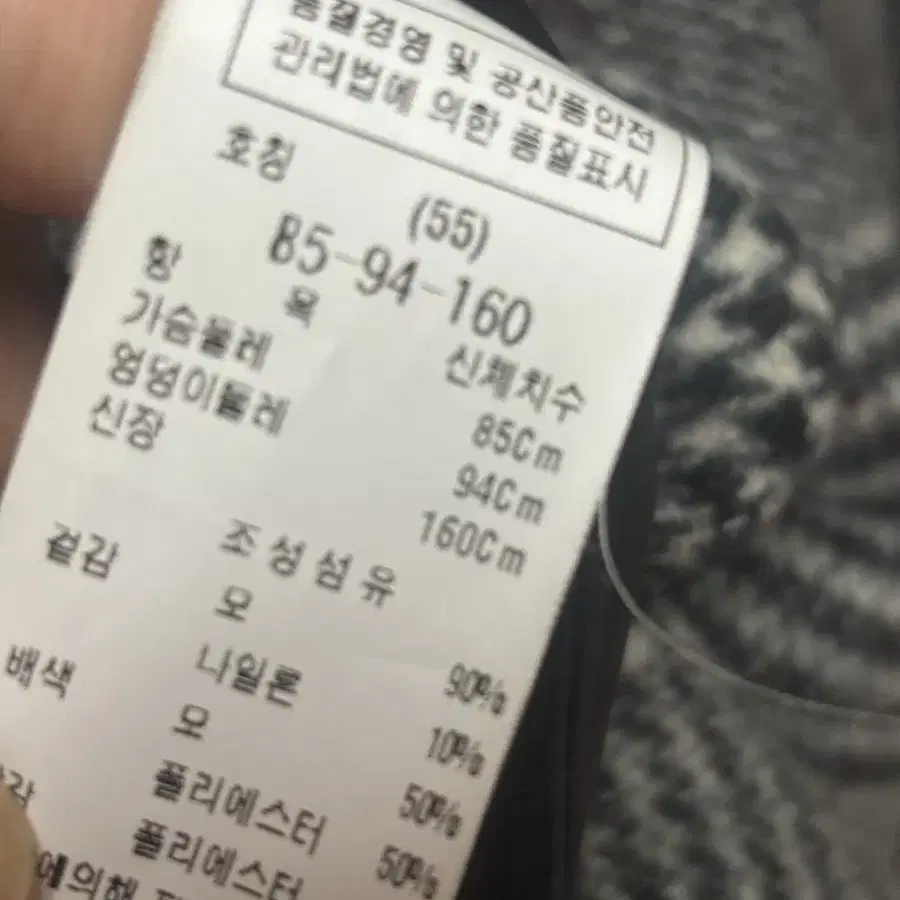 품질경영 및 공산품안전
관리법에 의한 품질표시
호칭
(55)
85-94-160
항 목 신체치수
가슴둘레 85Cm
엉덩이둘레 94Cm
신장 160Cm
조성섬유
겉감 모 90%
나일론 10%
배색 모 50%
폴리에스터 50%
폴리에스터
에의해